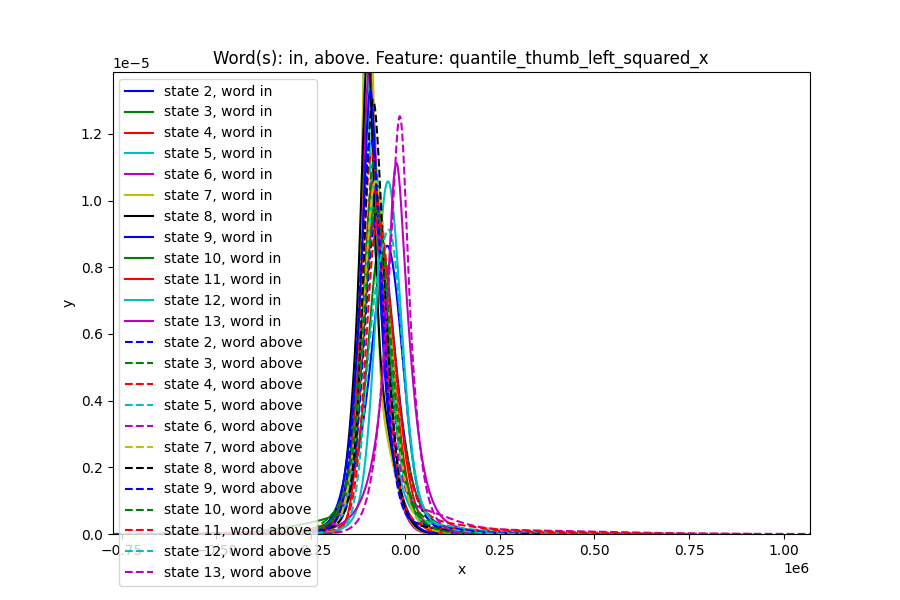 Word(s): in, above. Feature: quantile_thumb_left_squared_x
1e−5
state 2, word in
state 3, word in
state 4, word in
state 5, word in
state 6, word in
state 7, word in
state 8, word in
state 9, word in
state 10, word in
state 11, word in
state 12, word in
state 13, word in
state 2, word above
state 3, word above
state 4, word above
state 5, word above
state 6, word above
state 7, word above
state 8, word above
state 9, word above
state 10, word above
state 11, word above
state 12, word above
state 13, word above
1.2
1.0
0.8
0.6
0.4
0.2
0.0
y
0.00
0.25
0.50
0.75
1.00
x
1e6